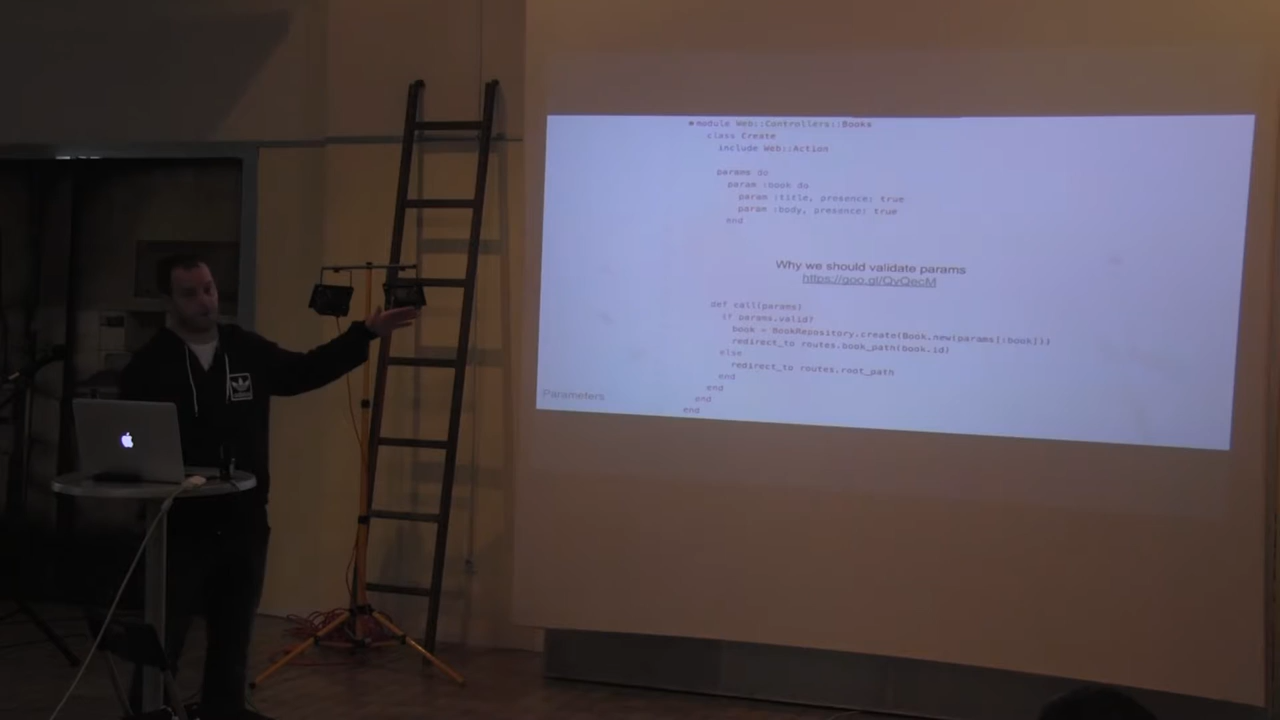 module Web::Controllers::Books
class Create
include Web::Action
params do
param :book do
param :title, presence: true
param :body, presence: true
end
Why we should validate params
https://goo.gl/QyQecM
def call(params)
if params.valid?
book = BookRepository.create(Book.new(params[:book]))
redirect_to routes.book_path(book.id)
else
redirect_to routes.root_path
end
end
end
end
Parameters